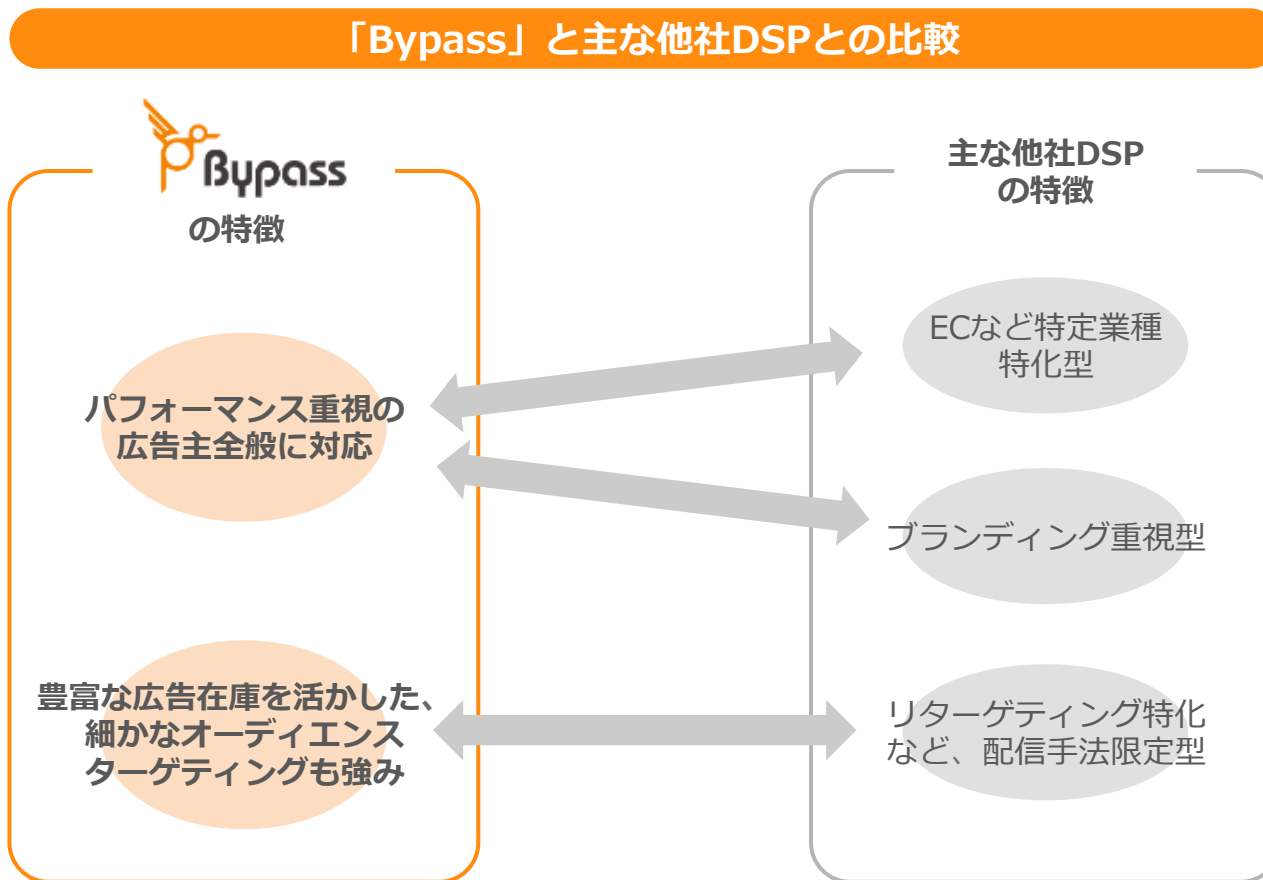 「Bypass」と主な他社DSPとの比較
Bypass
の特徴
パフォーマンス重視の
広告主全般に対応
豊富な広告在庫を活かした、
細かなオーディエンス
ターゲティングも強み
主な他社DSP
の特徴
ECなど特定業種
特化型
ブランディング重視型
リターゲティング特化
など、配信手法限定型